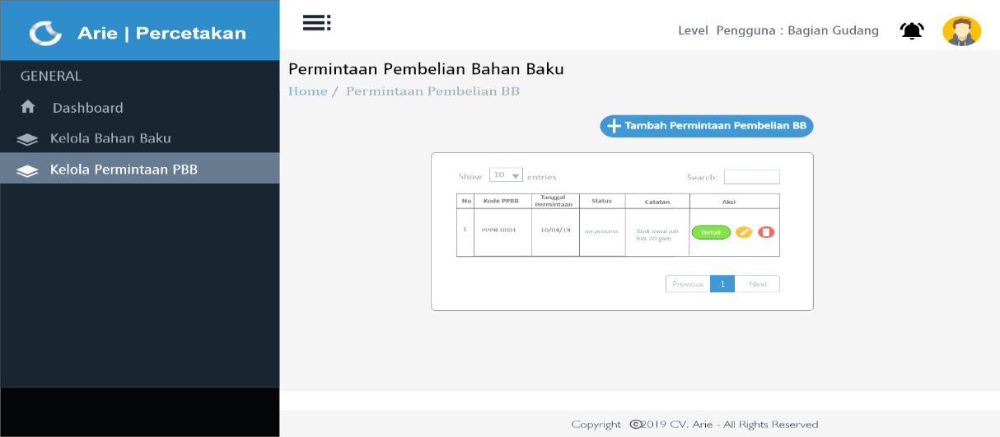 Arie | Percetakan
Level Pengguna : Bagian Gudang
GENERAL
Dashboard
Kelola Bahan Baku
Kelola Permintaan PBB
Permintaan Pembelian Bahan Baku
Home / Permintaan Pembelian BB
Tambah Permintaan Pembelian BB
Show 10 entries
Search:
No Kode PPBB Tanggal Permintaan Status Catatan Aksi
1 PPPB-0001 10/04/19 on process Stok awal juli hvs 70 gsm Detail
Previous 1 Next
Copyright ©2019 CV. Arie - All Rights Reserved